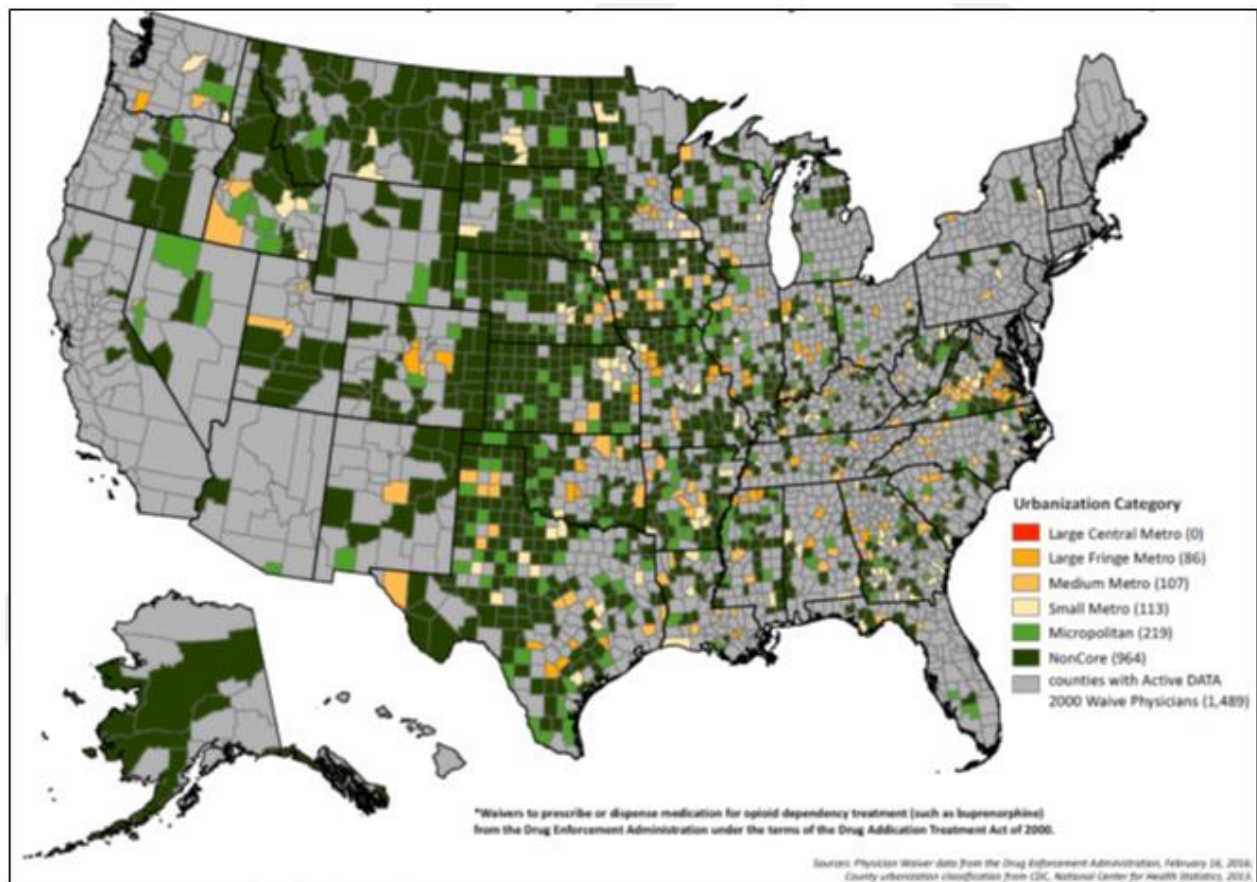 Urbanization Category
Large Central Metro (0)
Large Fringe Metro (86)
Medium Metro (107)
Small Metro (113)
Micropolitan (219)
NonCore (964)
counties with Active DATA
2000 Waive Physicians (1,489)
*Waivers to prescribe or dispense medication for opioid dependency treatment (such as buprenorphine)
from the Drug Enforcement Administration under the terms of the Drug Addication Treatment Act of 2000.
Sources: Physician Waiver data from the Drug Enforcement Administration, February 16, 2016;
County urbanization classification from CDC, National Center for Health Statistics, 2013.